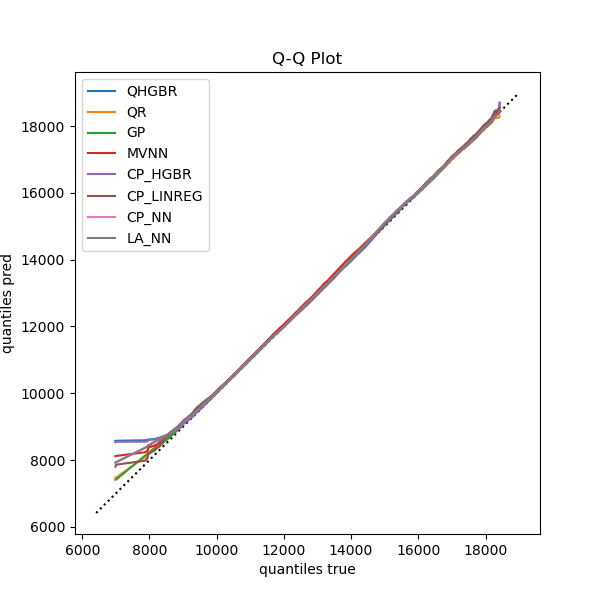 Q-Q Plot
QHGBR
QR
GP
MVNN
CP_HGBR
CP_LINREG
CP_NN
LA_NN
quantiles pred
18000
16000
14000
12000
10000
8000
6000
6000 8000 10000 12000 14000 16000 18000
quantiles true